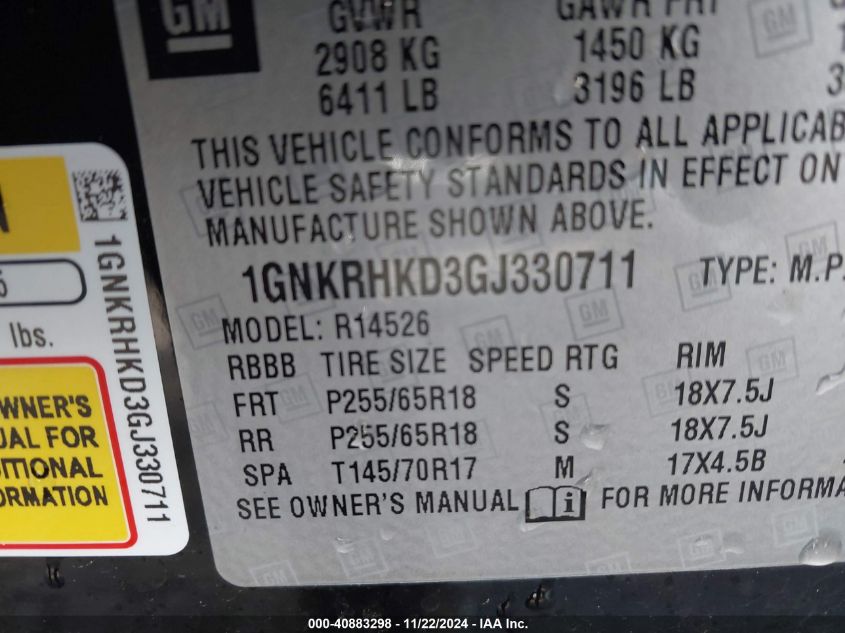 GM
GVWR GAWR FRT
2908 KG 1450 KG
6411 LB 3196 LB
THIS VEHICLE CONFORMS TO ALL APPLICAB
VEHICLE SAFETY STANDARDS IN EFFECT ON
MANUFACTURE SHOWN ABOVE.
1GNKRHKD3GJ330711 TYPE: M.P.
MODEL: R14526
RBBB TIRE SIZE SPEED RTG RIM
FRT P255/65R18 S 18X7.5J
RR P255/65R18 S 18X7.5J
SPA T145/70R17 M 17X4.5B
SEE OWNER'S MANUAL i FOR MORE INFORMA
lbs.
1GNKRHKD3GJ330711
OWNER'S
UAL FOR
DITIONAL
ORMATION
000-40883298 - 11/22/2024 - IAA Inc.